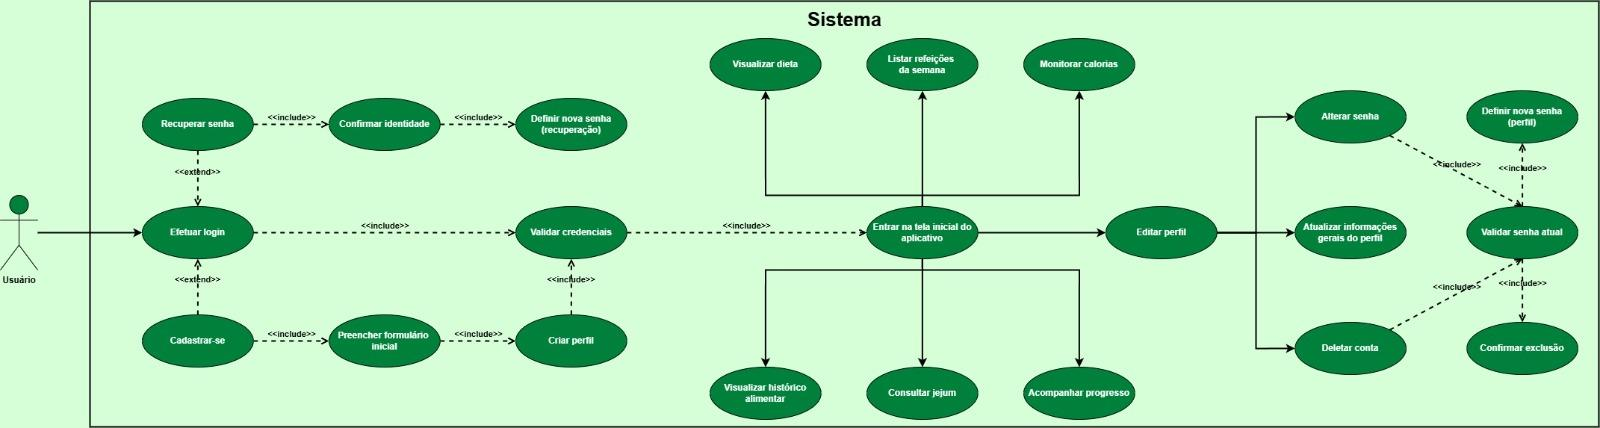 Sistema
Visualizar dieta
Listar refeições
da semana
Monitorar calorias
Recuperar senha
<<include>>
Confirmar identidade
<<include>>
Definir nova senha
(recuperação)
Alterar senha
Definir nova senha
(perfil)
<<extend>>
<<include>>
<<include>>
Usuário
Efetuar login
<<include>>
Validar credenciais
<<include>>
Entrar na tela inicial do
aplicativo
Editar perfil
Atualizar informações
gerais do perfil
Validar senha atual
<<extend>>
<<include>>
<<include>>
<<include>>
Cadastrar-se
<<include>>
Preencher formulário
inicial
<<include>>
Criar perfil
Deletar conta
Confirmar exclusão
Visualizar histórico
alimentar
Consultar jejum
Acompanhar progresso